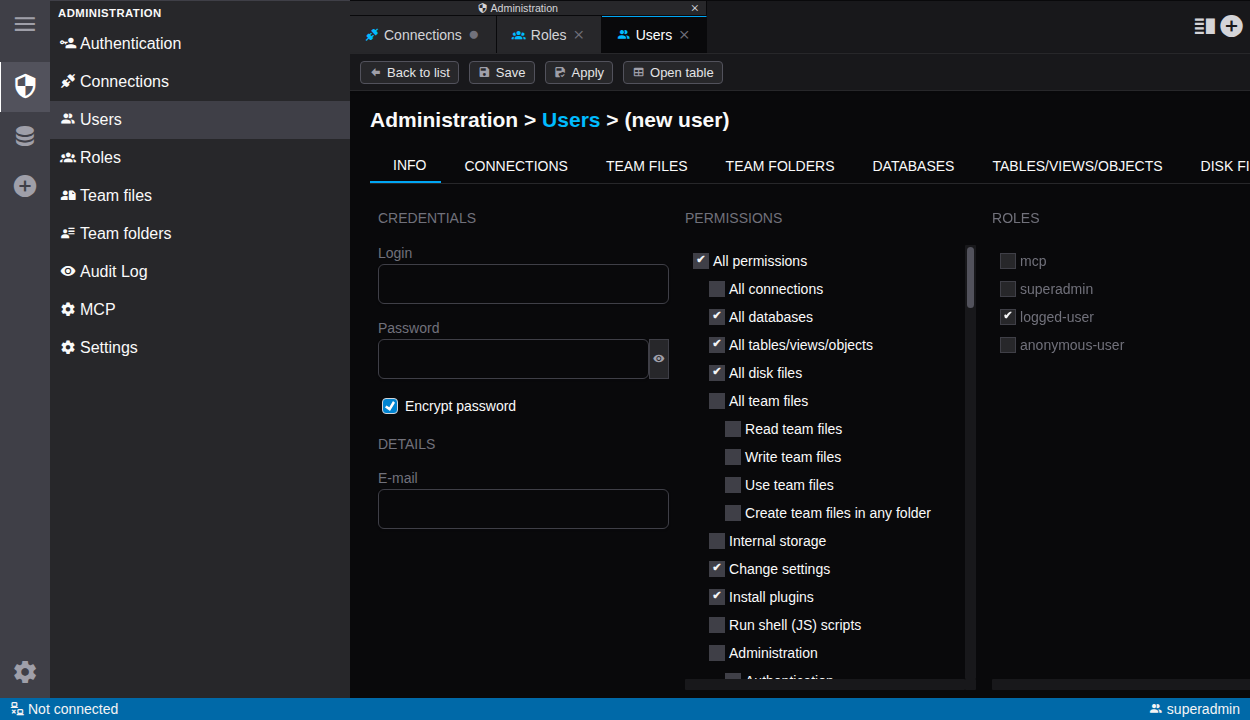 ADMINISTRATION
Authentication
Connections
Users
Roles
Team files
Team folders
Audit Log
MCP
Settings
Administration
Connections
Roles
Users
Back to list
Save
Apply
Open table
Administration > Users > (new user)
INFO
CONNECTIONS
TEAM FILES
TEAM FOLDERS
DATABASES
TABLES/VIEWS/OBJECTS
DISK FI
CREDENTIALS
Login
Password
Encrypt password
DETAILS
E-mail
PERMISSIONS
All permissions
All connections
All databases
All tables/views/objects
All disk files
All team files
Read team files
Write team files
Use team files
Create team files in any folder
Internal storage
Change settings
Install plugins
Run shell (JS) scripts
Administration
Authentication
ROLES
mcp
superadmin
logged-user
anonymous-user
Not connected
superadmin